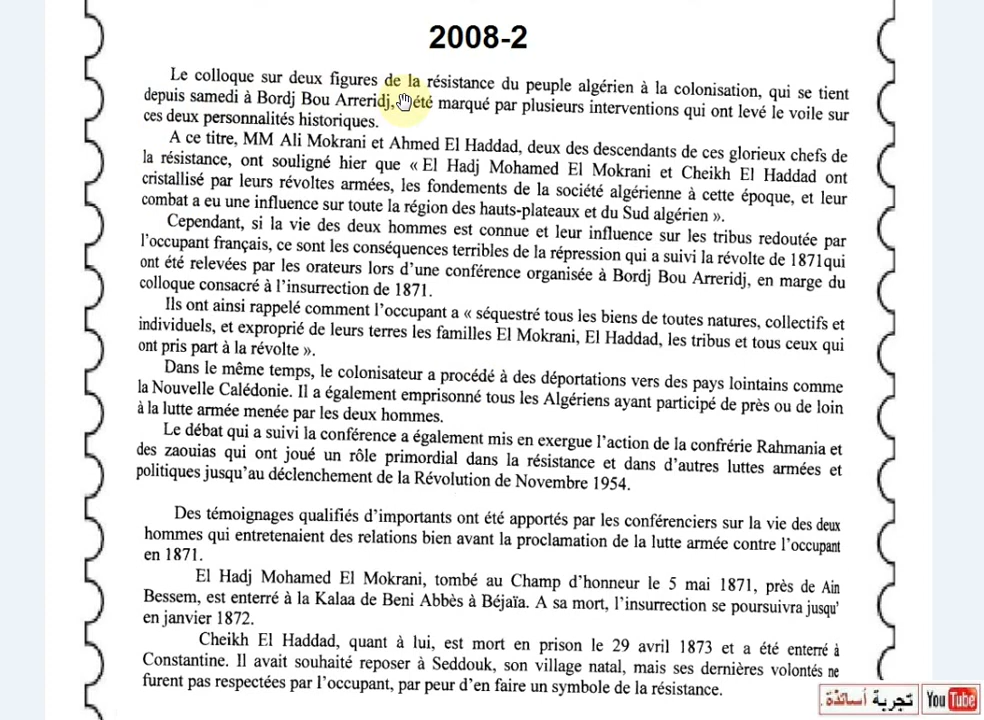 2008-2
Le colloque sur deux figures de la résistance du peuple algérien à la colonisation, qui se tient
depuis samedi à Bordj Bou Arreridj, été marqué par plusieurs interventions qui ont levé le voile sur
ces deux personnalités historiques.
A ce titre, MM Ali Mokrani et Ahmed El Haddad, deux des descendants de ces glorieux chefs de
la résistance, ont souligné hier que « El Hadj Mohamed El Mokrani et Cheikh El Haddad ont
cristallisé par leurs révoltes armées, les fondements de la société algérienne à cette époque, et leur
combat a eu une influence sur toute la région des hauts-plateaux et du Sud algérien ».
Cependant, si la vie des deux hommes est connue et leur influence sur les tribus redoutée par
l'occupant français, ce sont les conséquences terribles de la répression qui a suivi la révolte de 1871qui
ont été relevées par les orateurs lors d'une conférence organisée à Bordj Bou Arreridj, en marge du
colloque consacré à l'insurrection de 1871.
Ils ont ainsi rappelé comment l'occupant a « séquestré tous les biens de toutes natures, collectifs et
individuels, et exproprié de leurs terres les familles El Mokrani, El Haddad, les tribus et tous ceux qui
ont pris part à la révolte ».
Dans le même temps, le colonisateur a procédé à des déportations vers des pays lointains comme
la Nouvelle Calédonie. Il a également emprisonné tous les Algériens ayant participé de près ou de loin
à la lutte armée menée par les deux hommes.
Le débat qui a suivi la conférence a également mis en exergue l'action de la confrérie Rahmania et
des zaouias qui ont joué un rôle primordial dans la résistance et dans d'autres luttes armées et
politiques jusqu'au déclenchement de la Révolution de Novembre 1954.
Des témoignages qualifiés d'importants ont été apportés par les conférenciers sur la vie des deux
hommes qui entretenaient des relations bien avant la proclamation de la lutte armée contre l'occupant
en 1871.
El Hadj Mohamed El Mokrani, tombé au Champ d'honneur le 5 mai 1871, près de Ain
Bessem, est enterré à la Kalaa de Beni Abbès à Béjaïa. A sa mort, l'insurrection se poursuivra jusqu'
en janvier 1872.
Cheikh El Haddad, quant à lui, est mort en prison le 29 avril 1873 et a été enterré à
Constantine. Il avait souhaité reposer à Seddouk, son village natal, mais ses dernières volontés ne
furent pas respectées par l'occupant, par peur d'en faire un symbole de la résistance.
تجربة أساتذة.
YouTube